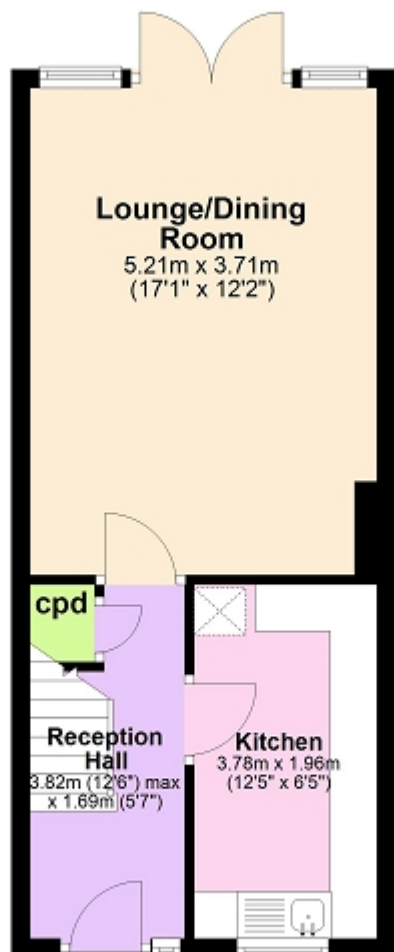 Lounge/Dining
Room
5.21m x 3.71m
(17'1" x 12'2")
cpd
Reception
Hall
3.82m (12'6") max
x 1.69m (5'7")
Kitchen
3.78m x 1.96m
(12'5" x 6'5")